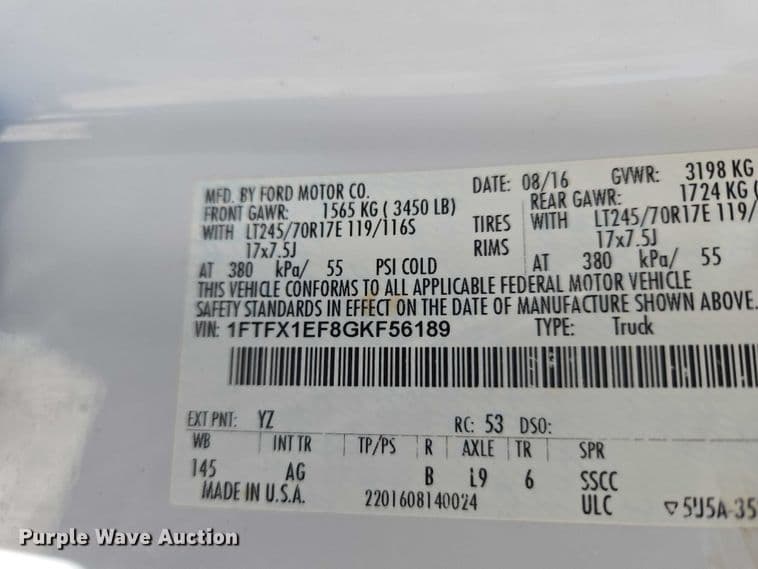 MFD. BY FORD MOTOR CO. DATE: 08/16 GVWR: 3198 KG
FRONT GAWR: 1565 KG ( 3450 LB) REAR GAWR: 1724 KG (
WITH LT245/70R17E 119/116S TIRES WITH LT245/70R17E 119/
17x7.5J RIMS 17x7.5J
AT 380 kPa/ 55 PSI COLD AT 380 kPa/ 55
THIS VEHICLE CONFORMS TO ALL APPLICABLE FEDERAL MOTOR VEHICLE
SAFETY STANDARDS IN EFFECT ON THE DATE OF MANUFACTURE SHOWN ABOVE.
VIN: 1FTFX1EF8GKF56189 TYPE: Truck
EXT PNT: YZ RC: 53 DSO:
WB INT TR TP/PS R AXLE TR SPR
145 AG B L9 6 SSCC
MADE IN U.S.A. 2201608140024 ULC
Purple Wave Auction